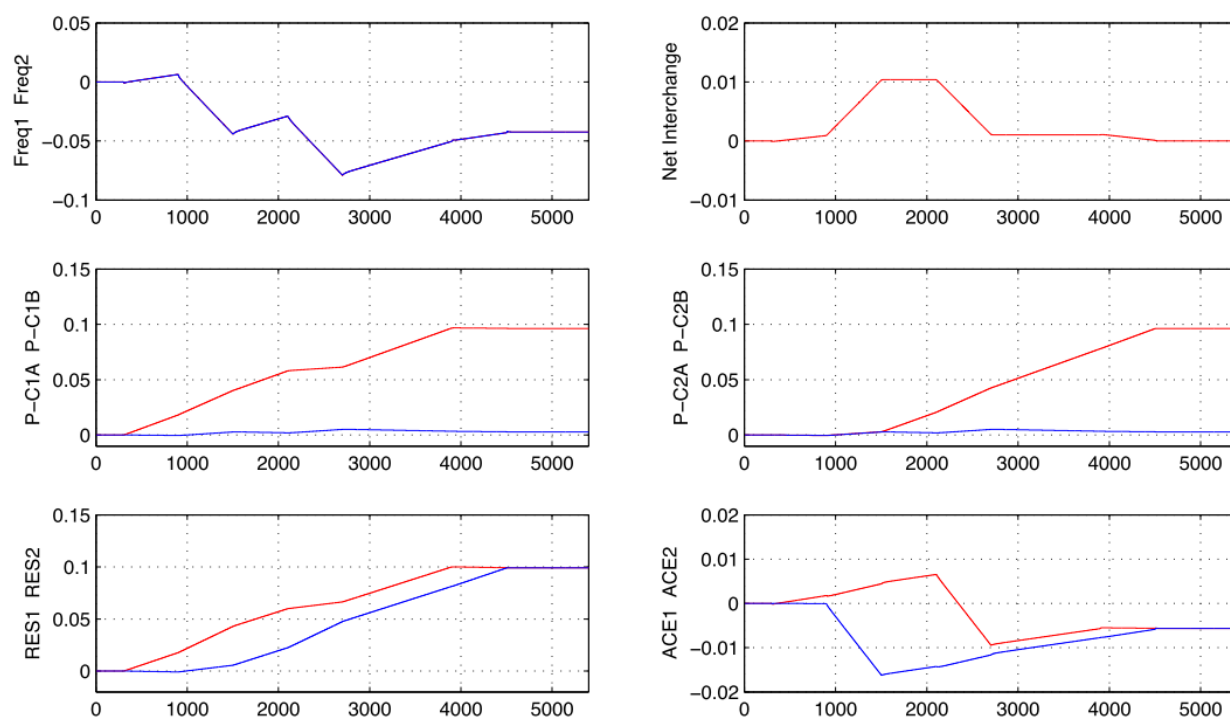 Freq1 Freq2
0.05
0
−0.05
−0.1
0 1000 2000 3000 4000 5000
Net Interchange
0.02
0.01
0
−0.01
0 1000 2000 3000 4000 5000
P−C1A P−C1B
0.15
0.1
0.05
0
0 1000 2000 3000 4000 5000
P−C2A P−C2B
0.15
0.1
0.05
0
0 1000 2000 3000 4000 5000
RES1 RES2
0.15
0.1
0.05
0
0 1000 2000 3000 4000 5000
ACE1 ACE2
0.02
0.01
0
−0.01
−0.02
0 1000 2000 3000 4000 5000